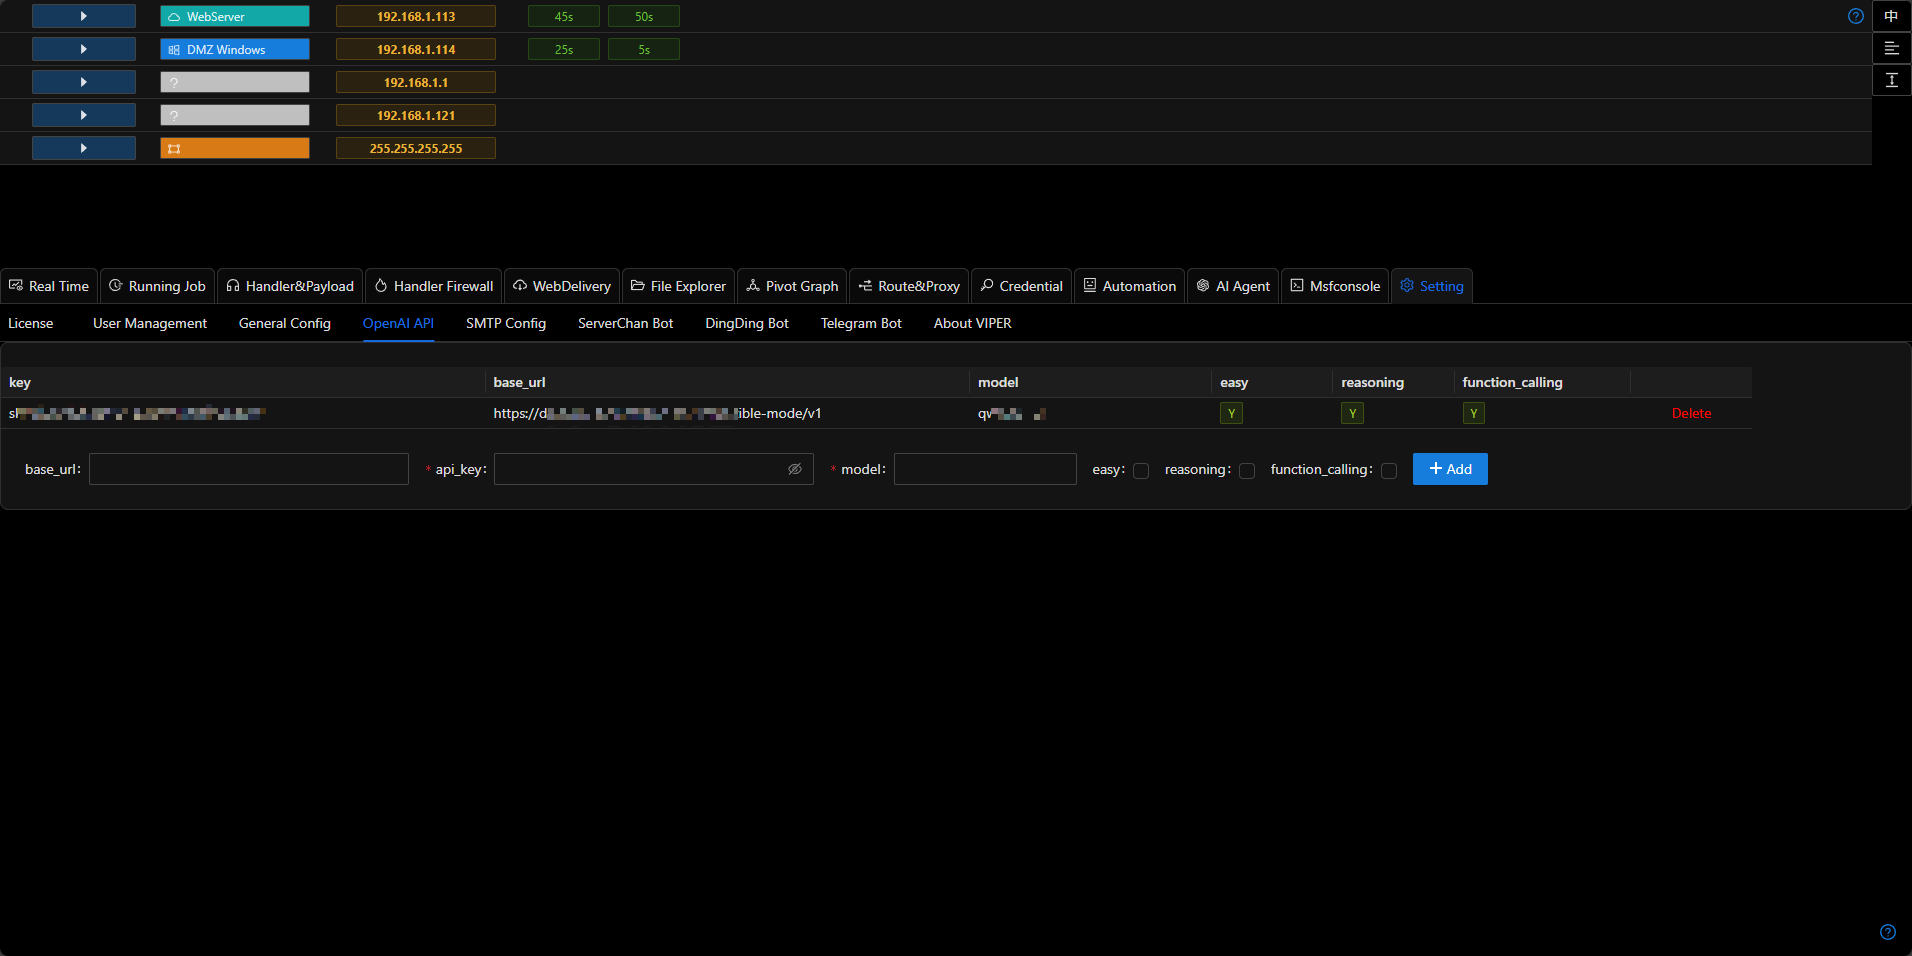 WebServer 192.168.1.113 45s 50s 中
DMZ Windows 192.168.1.114 25s 5s
? 192.168.1.1
? 192.168.1.121
255.255.255.255
Real Time Running Job Handler&Payload Handler Firewall WebDelivery File Explorer Pivot Graph Route&Proxy Credential Automation AI Agent Msfconsole Setting
License User Management General Config OpenAI API SMTP Config ServerChan Bot DingDing Bot Telegram Bot About VIPER
key base_url model easy reasoning function_calling
https://d ible-mode/v1 Y Y Y Delete
base_url: * api_key: * model: easy: reasoning: function_calling: + Add